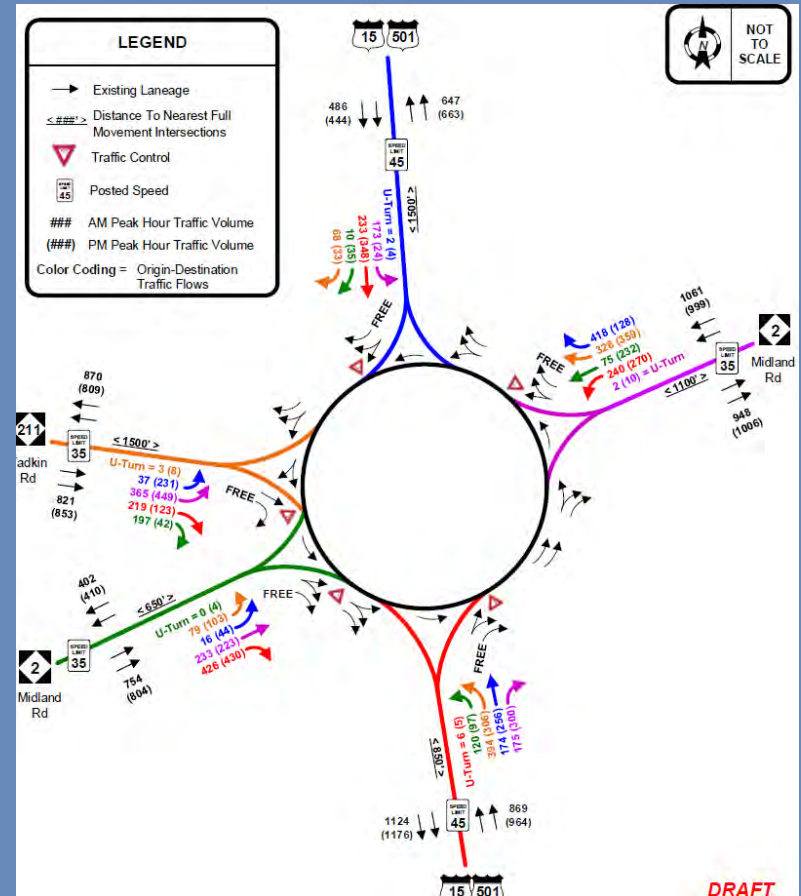 LEGEND
Existing Laneage
< ###' > Distance To Nearest Full
Movement Intersections
Traffic Control
SPEED
LIMIT
45
Posted Speed
### AM Peak Hour Traffic Volume
(###) PM Peak Hour Traffic Volume
Color Coding = Origin-Destination
Traffic Flows
N
NOT
TO
SCALE
15 501
486
(444)
647
(663)
SPEED
LIMIT
45
< 1500' >
U-Turn = 2 (4)
173 (24)
233 (348)
10 (35)
68 (33)
FREE
1061
(999)
2
Midland
Rd
SPEED
LIMIT
35
< 1100' >
948
(1006)
418 (128)
326 (359)
75 (232)
240 (270)
2 (10) = U-Turn
FREE
870
(809)
211
adkin
Rd
SPEED
LIMIT
35
< 1500' >
821
(853)
U-Turn = 3 (8)
37 (231)
365 (449)
219 (123)
197 (42)
FREE
402
(410)
2
Midland
Rd
SPEED
LIMIT
35
< 650' >
754
(804)
U-Turn = 0 (4)
79 (103)
16 (44)
233 (223)
426 (430)
FREE
FREE
U-Turn = 6 (5)
120 (97)
394 (306)
174 (256)
175 (300)
< 850' >
1124
(1176)
SPEED
LIMIT
45
869
(964)
15 501
DRAFT